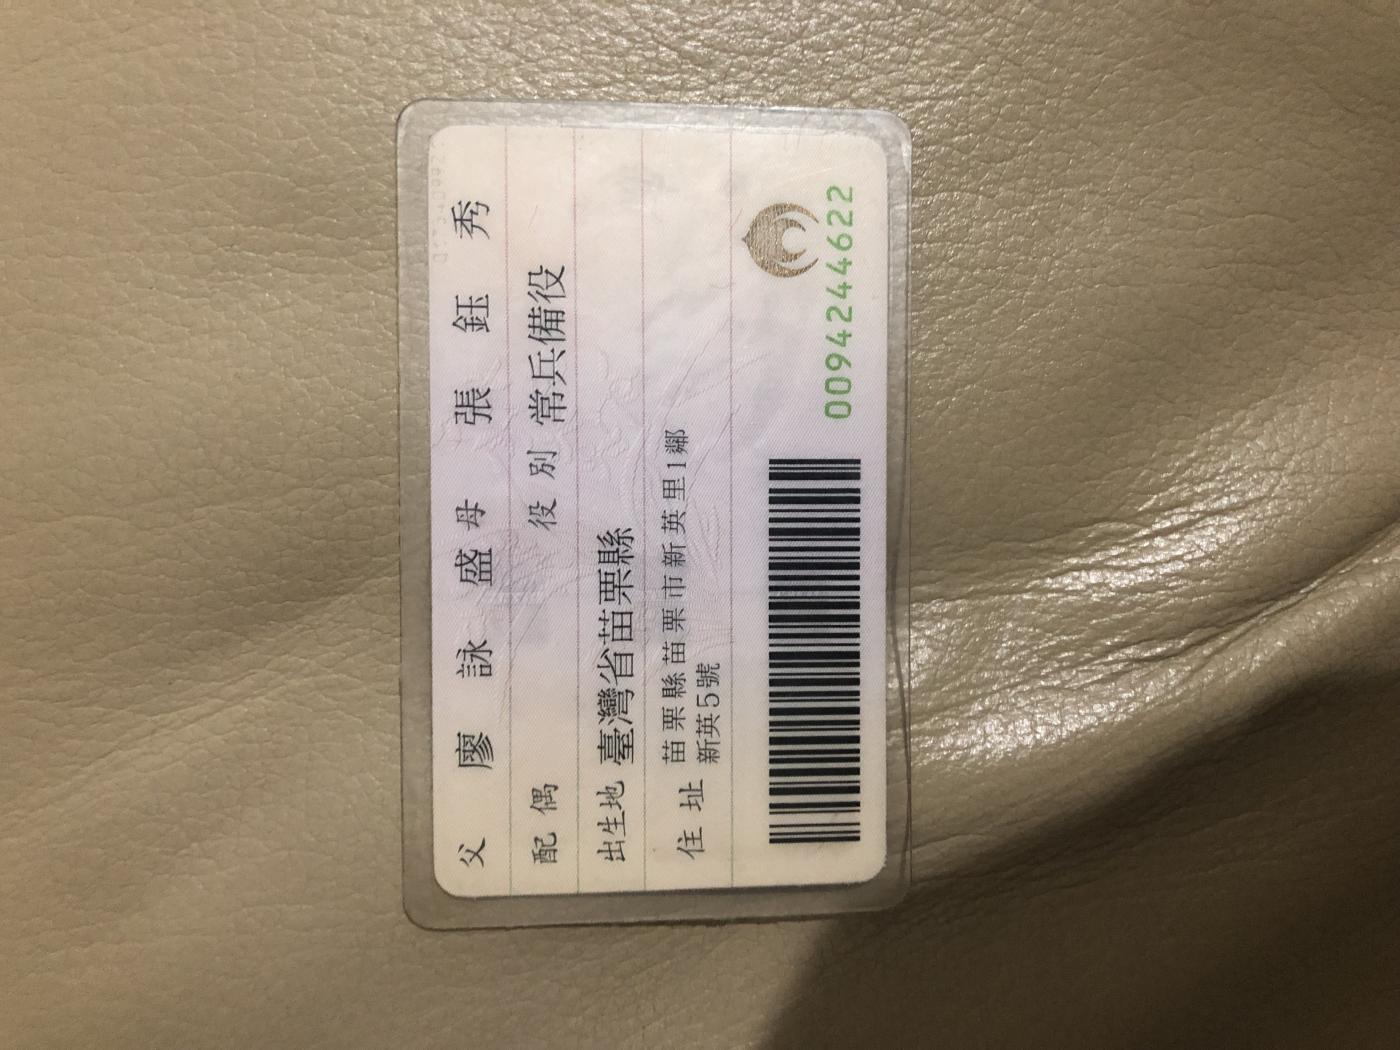 父 廖詠盛 母 張鈺秀
配偶 役別 常兵備役
出生地 臺灣省苗栗縣
住址 苗栗縣苗栗市新英里1鄰
新英5號
0094244622